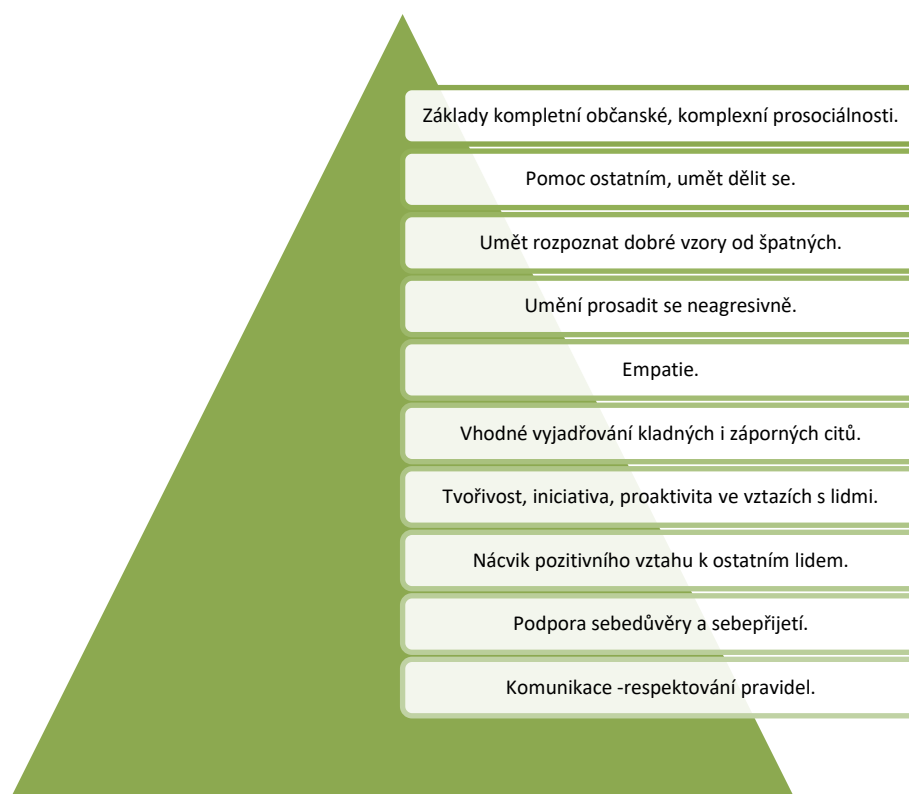 Základy kompletní občanské, komplexní prosociálnosti.
Pomoc ostatním, umět dělit se.
Umět rozpoznat dobré vzory od špatných.
Umění prosadit se neagresivně.
Empatie.
Vhodné vyjadřování kladných i záporných citů.
Tvořivost, iniciativa, proaktivita ve vztazích s lidmi.
Nácvik pozitivního vztahu k ostatním lidem.
Podpora sebedůvěry a sebepřijetí.
Komunikace -respektování pravidel.